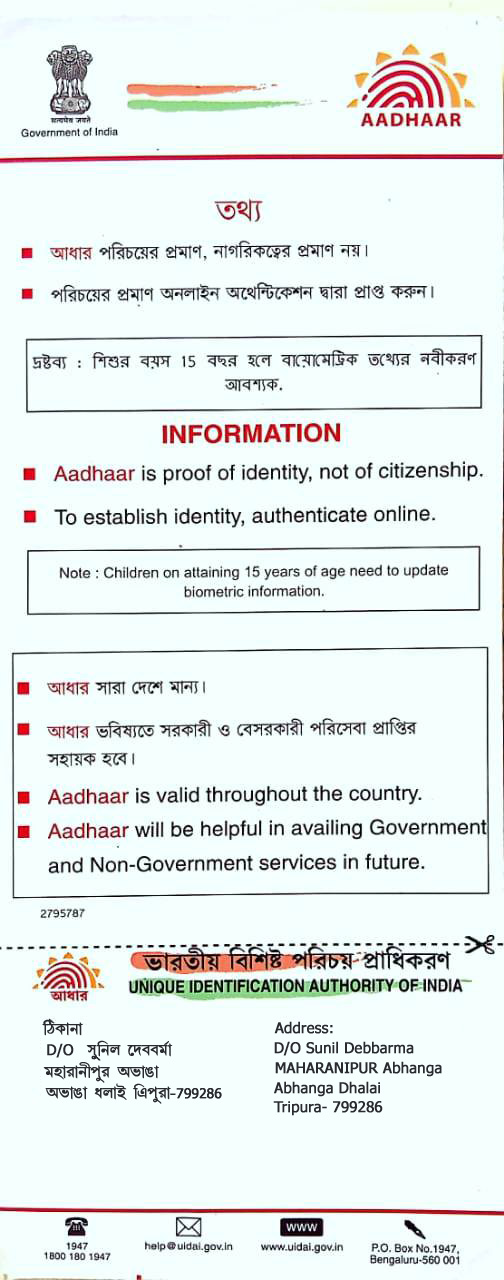 सत्यमेव जयते
Government of India
AADHAAR
তথ্য
আধার পরিচয়ের প্রমাণ, নাগরিকত্বের প্রমাণ নয়।
পরিচয়ের প্রমাণ অনলাইন অথেন্টিকেশন দ্বারা প্রাপ্ত করুন।
দ্রষ্টব্য : শিশুর বয়স 15 বছর হলে বায়োমেট্রিক তথ্যের নবীকরণ
আবশ্যক.
INFORMATION
Aadhaar is proof of identity, not of citizenship.
To establish identity, authenticate online.
Note : Children on attaining 15 years of age need to update
biometric information.
আধার সারা দেশে মান্য।
আধার ভবিষ্যতে সরকারী ও বেসরকারী পরিসেবা প্রাপ্তির
সহায়ক হবে।
Aadhaar is valid throughout the country.
Aadhaar will be helpful in availing Government
and Non-Government services in future.
2795787
ভারতীয় বিশিষ্ট পরিচয় প্রাধিকরণ
UNIQUE IDENTIFICATION AUTHORITY OF INDIA
আধার
ঠিকানা
D/O সুনিল দেববর্মা
মহারানীপুর অভাঙা
অভাঙা ধলাই ত্রিপুরা-799286
Address:
D/O Sunil Debbarma
MAHARANIPUR Abhanga
Abhanga Dhalai
Tripura- 799286
1947
1800 180 1947
help@uidai.gov.in
www
www.uidai.gov.in
P.O. Box No.1947,
Bengaluru-560 001